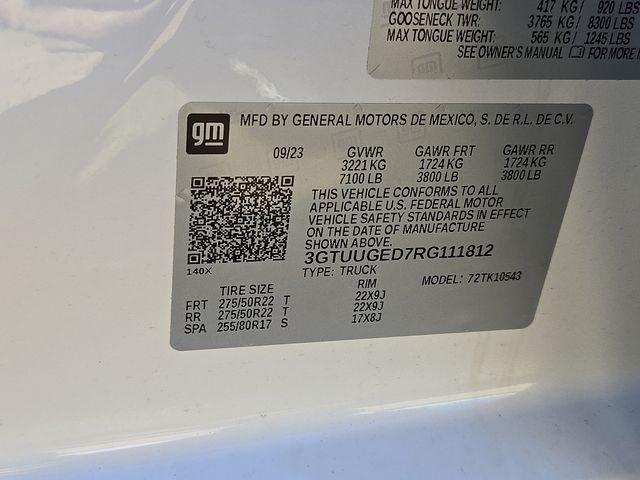 MAX TONGUE WEIGHT: 417 KG / 920 LBS
GOOSENECK TWR: 3765 KG / 8300 LBS
MAX TONGUE WEIGHT: 565 KG / 1245 LBS
SEE OWNER'S MANUAL FOR MORE
gm
MFD BY GENERAL MOTORS DE MEXICO, S. DE R.L. DE C.V.
09/23 GVWR GAWR FRT GAWR RR
3221 KG 1724 KG 1724 KG
7100 LB 3800 LB 3800 LB
THIS VEHICLE CONFORMS TO ALL
APPLICABLE U.S. FEDERAL MOTOR
VEHICLE SAFETY STANDARDS IN EFFECT
ON THE DATE OF MANUFACTURE
SHOWN ABOVE.
3GTUUGED7RG111812
140X
TYPE: TRUCK MODEL: 72TK10543
TIRE SIZE RIM
FRT 275/50R22 T 22X9J
RR 275/50R22 T 22X9J
SPA 255/80R17 S 17X8J